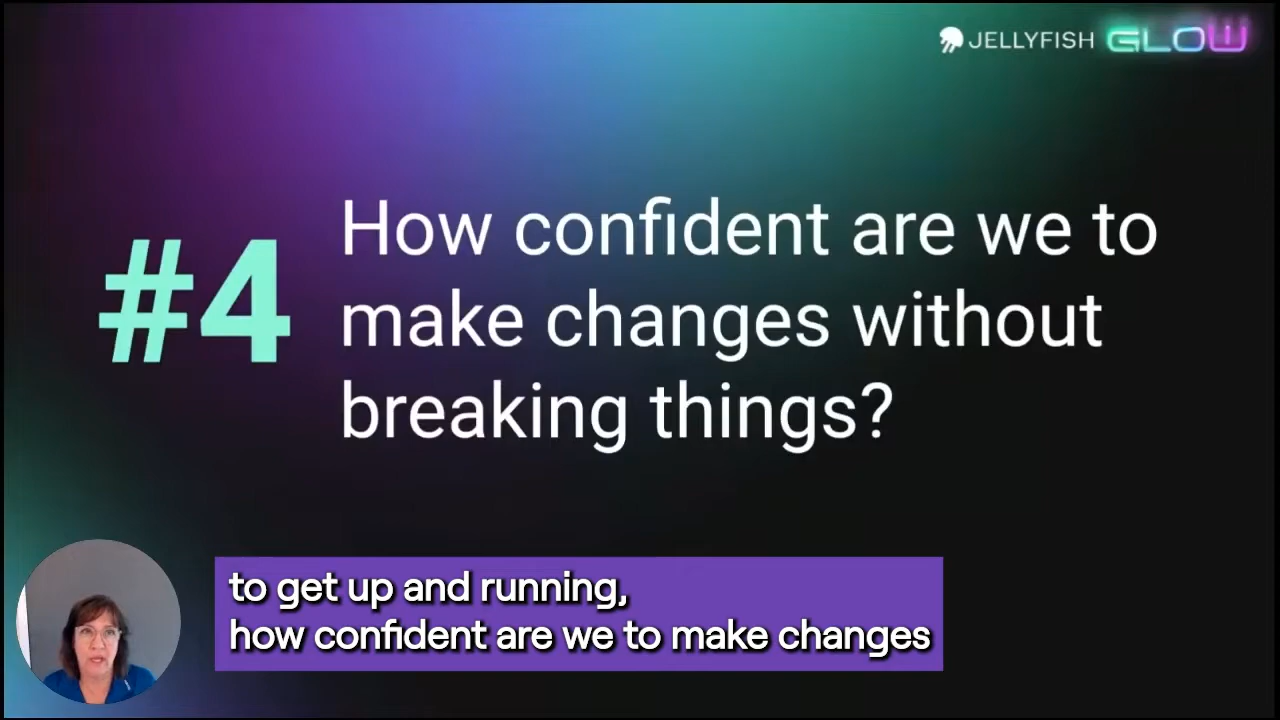 JELLYFISH GLOW
#4
How confident are we to
make changes without
breaking things?
to get up and running,
how confident are we to make changes